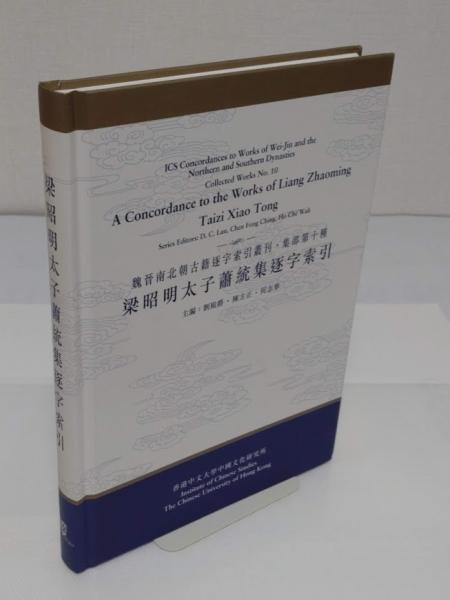 ICS Concordances to Works of Wei-Jin and the
Northern and Southern Dynasties
Collected Works No. 10
A Concordance to the Works of Liang Zhaoming
Taizi Xiao Tong
Series Editors: D. C. Lau, Chen Fong Ching, Ho Che Wah
魏晉南北朝古籍逐字索引叢刊・集部第十種
梁昭明太子蕭統集逐字索引
主編：劉殿爵・陳方正・何志華
香港中文大學中國文化研究所
Institute of Chinese Studies
The Chinese University of Hong Kong
梁昭明太子蕭統集逐字索引